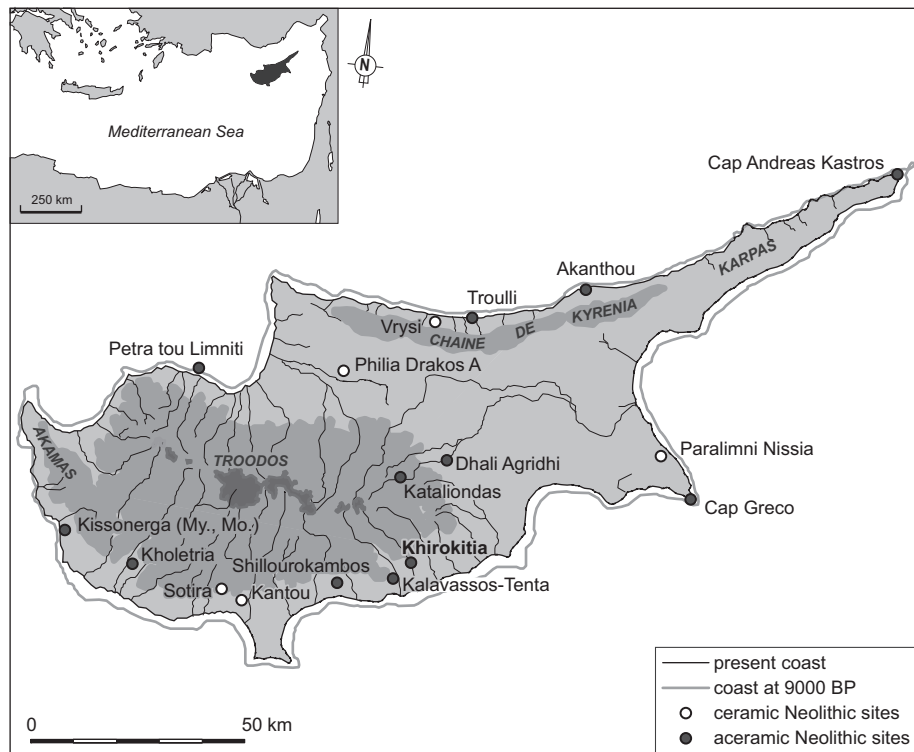 Mediterranean Sea
250 km
N
Cap Andreas Kastros
KARPAS
Akanthou
Troulli
Vrysi
CHAINE DE KYRENIA
Petra tou Limniti
Philia Drakos A
AKAMAS
TROODOS
Paralimni Nissia
Dhali Agridhi
Kataliondas
Cap Greco
Kissonerga (My., Mo.)
Khirokitia
Kholetria
Shillourokambos
Kalavassos-Tenta
Sotira
Kantou
present coast
coast at 9000 BP
ceramic Neolithic sites
aceramic Neolithic sites
0 50 km